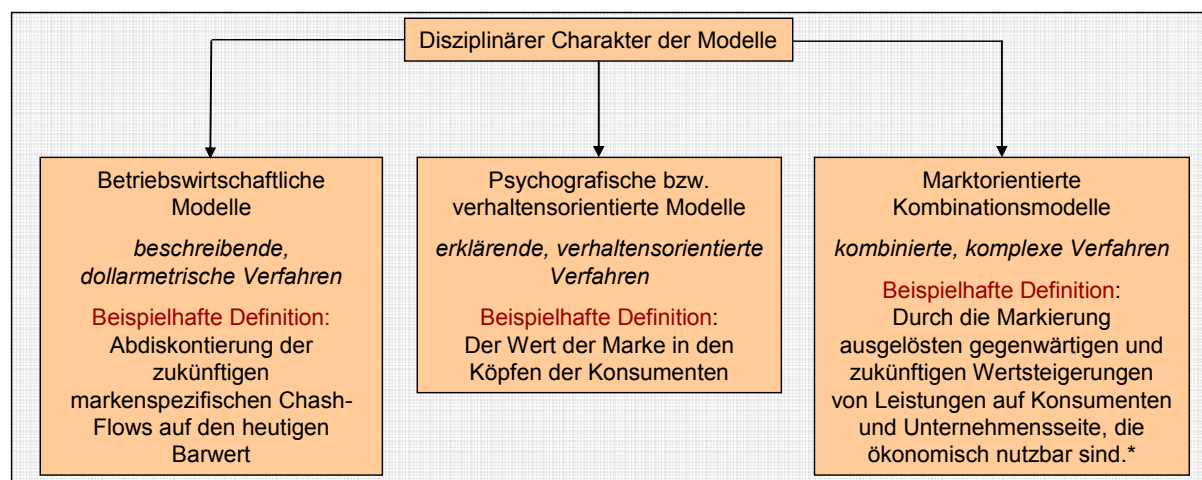 Disziplinärer Charakter der Modelle
Betriebswirtschaftliche
Modelle
beschreibende,
dollarmetrische Verfahren
Beispielhafte Definition:
Abdiskontierung der
zukünftigen
markenspezifischen Chash-
Flows auf den heutigen
Barwert
Psychografische bzw.
verhaltensorientierte Modelle
erklärende, verhaltensorientierte
Verfahren
Beispielhafte Definition:
Der Wert der Marke in den
Köpfen der Konsumenten
Marktorientierte
Kombinationsmodelle
kombinierte, komplexe Verfahren
Beispielhafte Definition:
Durch die Markierung
ausgelösten gegenwärtigen und
zukünftigen Wertsteigerungen
von Leistungen auf Konsumenten
und Unternehmensseite, die
ökonomisch nutzbar sind.*